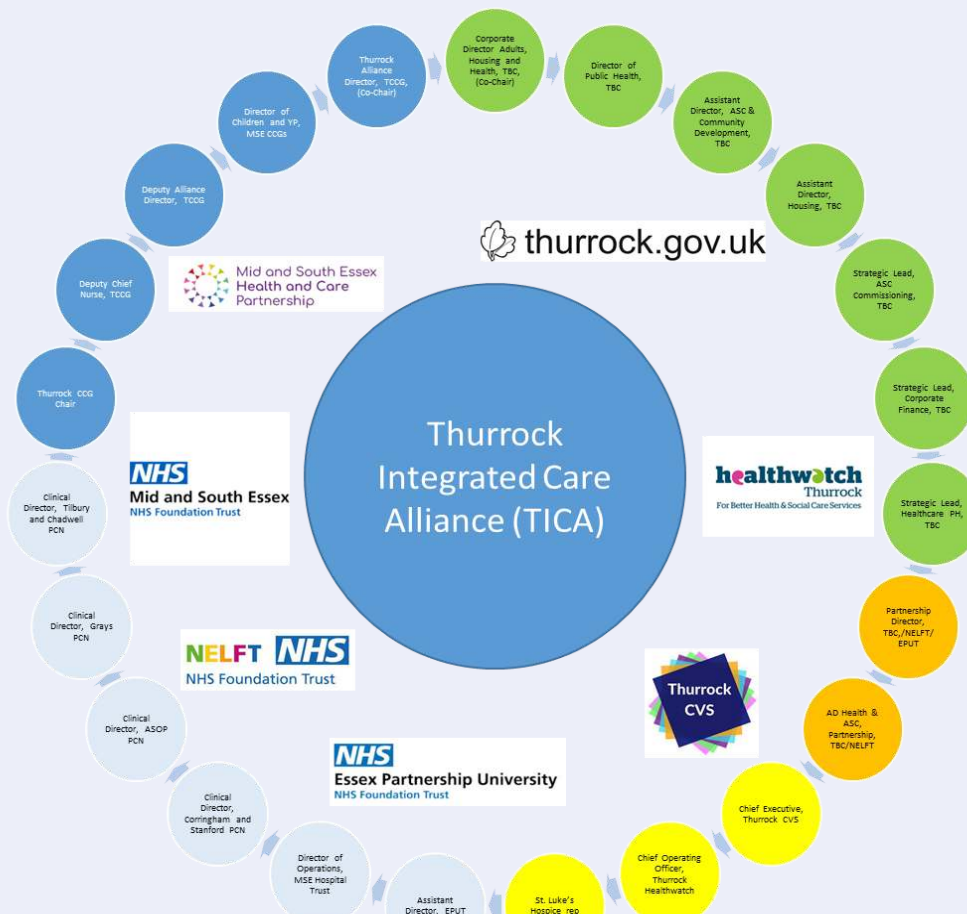 Thurrock
Alliance
Director, TCCG,
(Co-Chair)
Corporate
Director Adults,
Housing and
Health, TBC,
(Co-Chair)
Director of
Public Health,
TBC
Assistant
Director, ASC &
Community
Development,
TBC
Assistant
Director,
Housing, TBC
Strategic Lead,
ASC
Commissioning,
TBC
Strategic Lead,
Corporate
Finance, TBC
Strategic Lead,
Healthcare PH,
TBC
Partnership
Director,
TBC,/NELFT/
EPUT
AD Health &
ASC,
Partnership,
TBC/NELFT
Chief Executive,
Thurrock CVS
Chief Operating
Officer,
Thurrock
Healthwatch
St. Luke's
Hospice rep
Assistant
Director, EPUT
Director of
Operations,
MSE Hospital
Trust
Clinical
Director,
Corringham and
Stanford PCN
Clinical
Director, ASOP
PCN
Clinical
Director, Grays
PCN
Clinical
Director, Tilbury
and Chadwell
PCN
Thurrock CCG
Chair
Deputy Chief
Nurse, TCCG
Deputy Alliance
Director, TCCG
Director of
Children and YP,
MSE CCGs
thurrock.gov.uk
Mid and South Essex
Health and Care
Partnership
Thurrock
Integrated Care
Alliance (TICA)
NHS
Mid and South Essex
NHS Foundation Trust
healthwatch
Thurrock
For Better Health & Social Care Services
NELFT NHS
NHS Foundation Trust
Thurrock
CVS
NHS
Essex Partnership University
NHS Foundation Trust